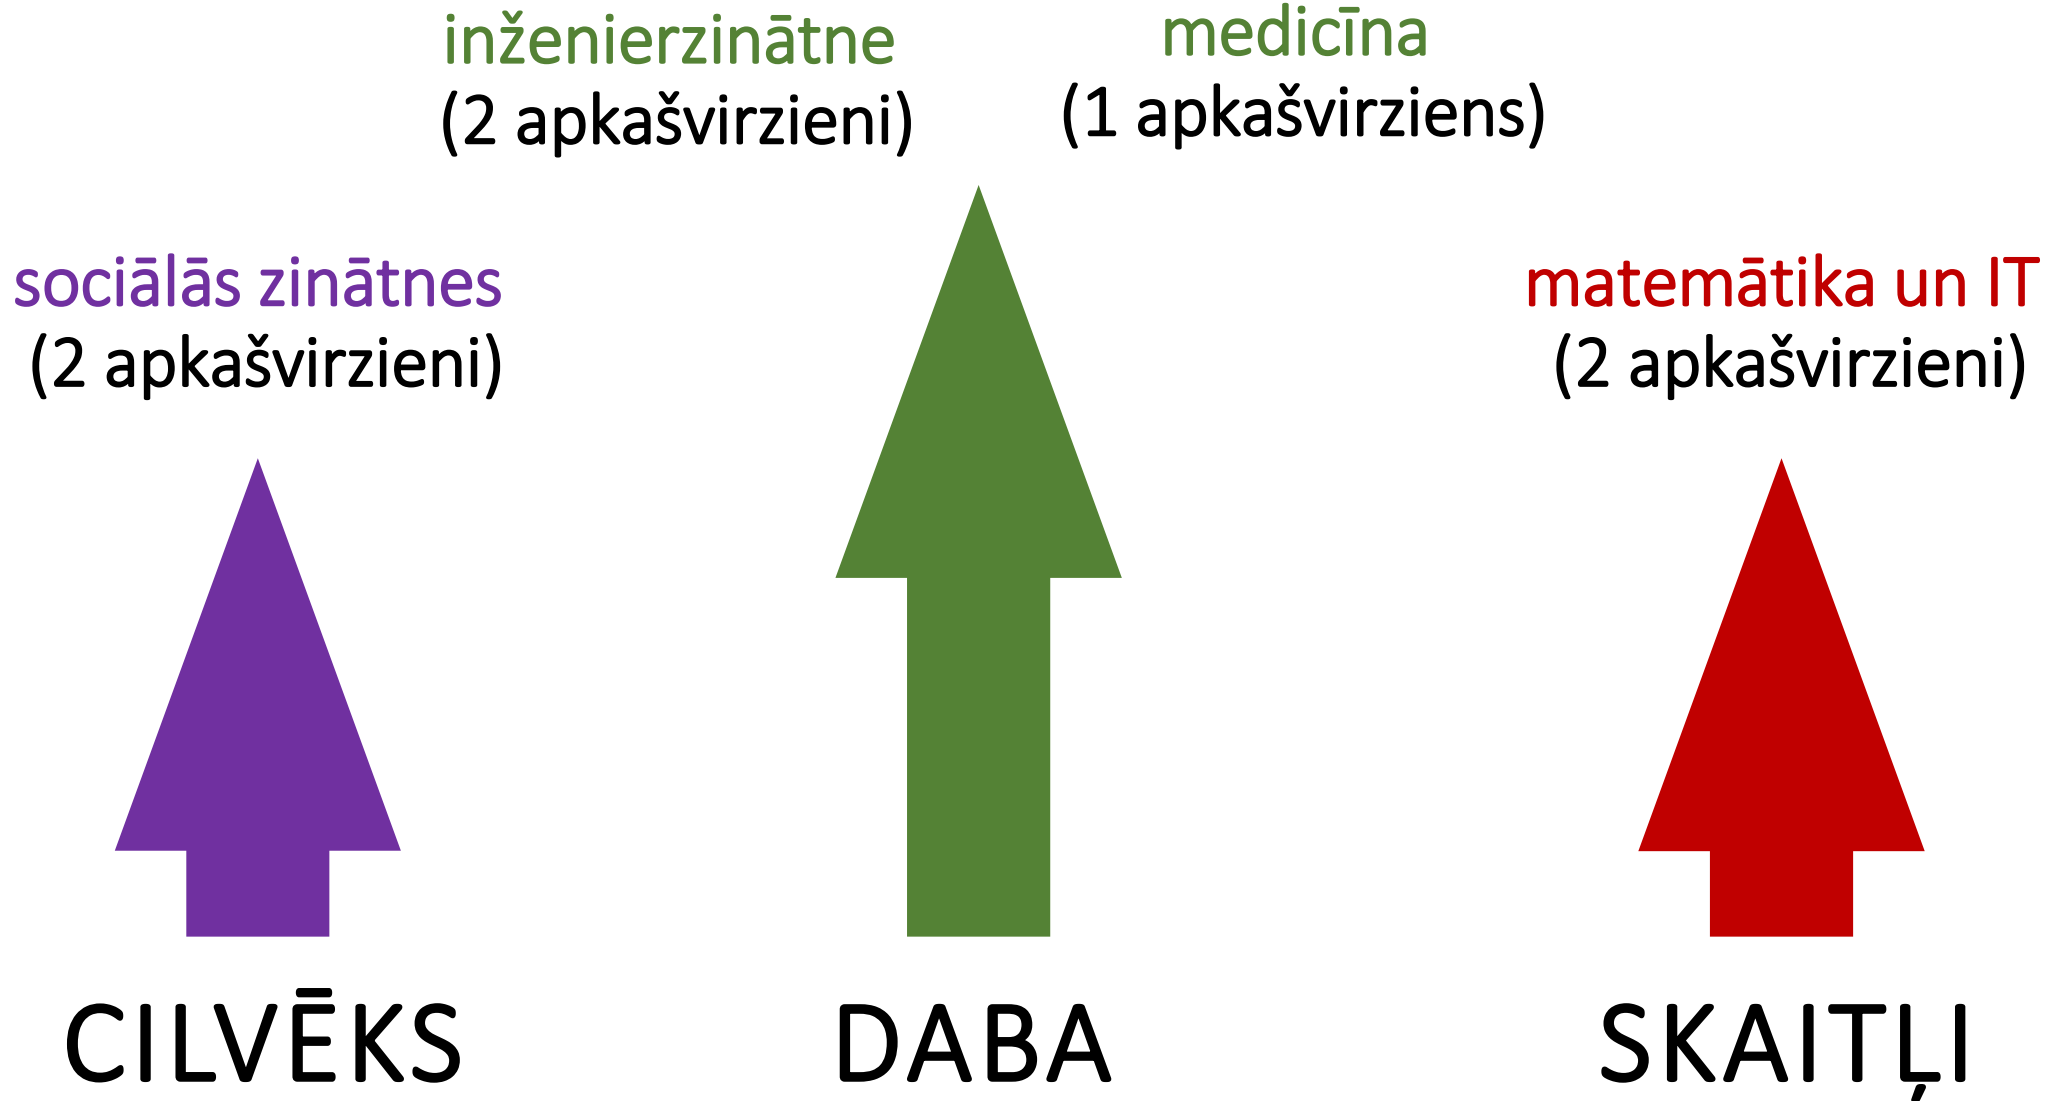 inženierzinātne
(2 apkašvirzieni)
medicīna
(1 apkašvirziens)
sociālās zinātnes
(2 apkašvirzieni)
matemātika un IT
(2 apkašvirzieni)
CILVĒKS
DABA
SKAITĻI